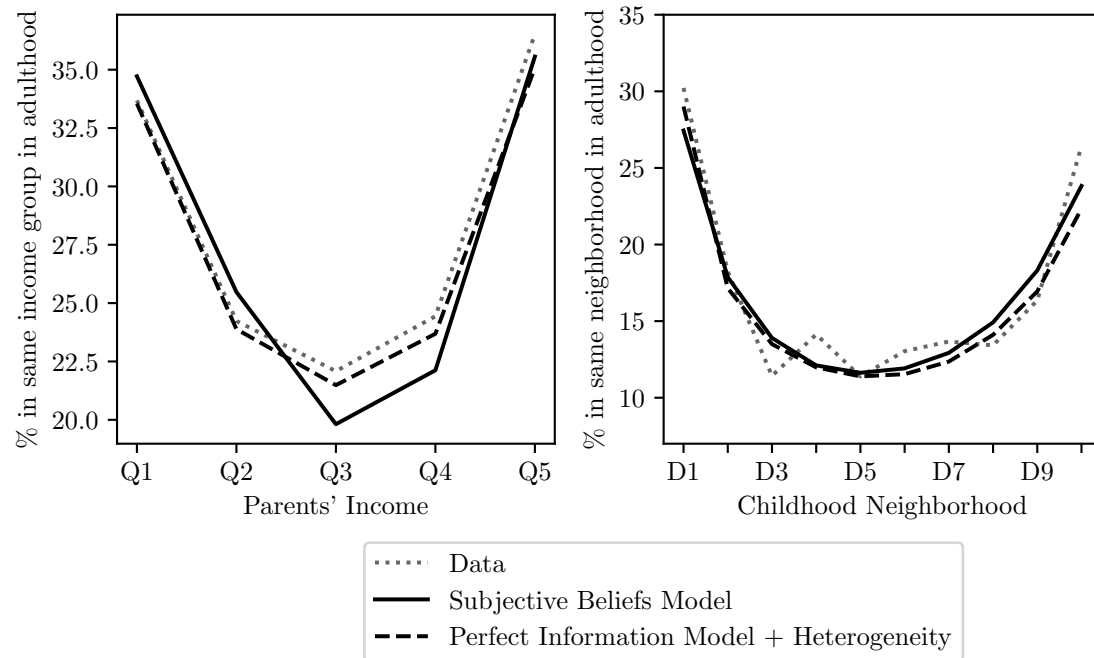 % in same income group in adulthood
35.0
32.5
30.0
27.5
25.0
22.5
20.0
Q1 Q2 Q3 Q4 Q5
Parents' Income
% in same neighborhood in adulthood
35
30
25
20
15
10
D1 D3 D5 D7 D9
Childhood Neighborhood
Data
Subjective Beliefs Model
Perfect Information Model + Heterogeneity